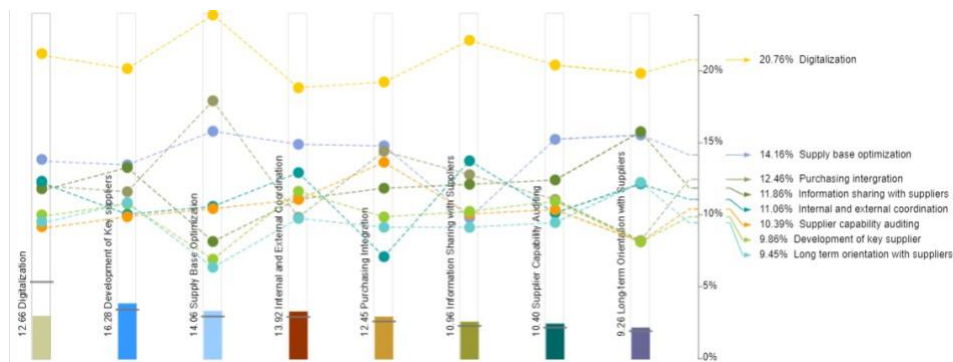 20%
15%
10%
5%
0%
20.76% Digitalization
14.16% Supply base optimization
12.46% Purchasing intergration
11.86% Information sharing with suppliers
11.06% Internal and external coordination
10.39% Supplier capability auditing
9.86% Development of key supplier
9.45% Long term orientation with suppliers
12.66 Digitalization
16.28 Development of Key suppliers
14.06 Supply Base Optimization
13.92 Internal and External Coordination
12.45 Purchasing Integration
10.96 Information Sharing with Suppliers
10.40 Supplier Capability Auditing
9.26 Long-Term Orientation with Suppliers